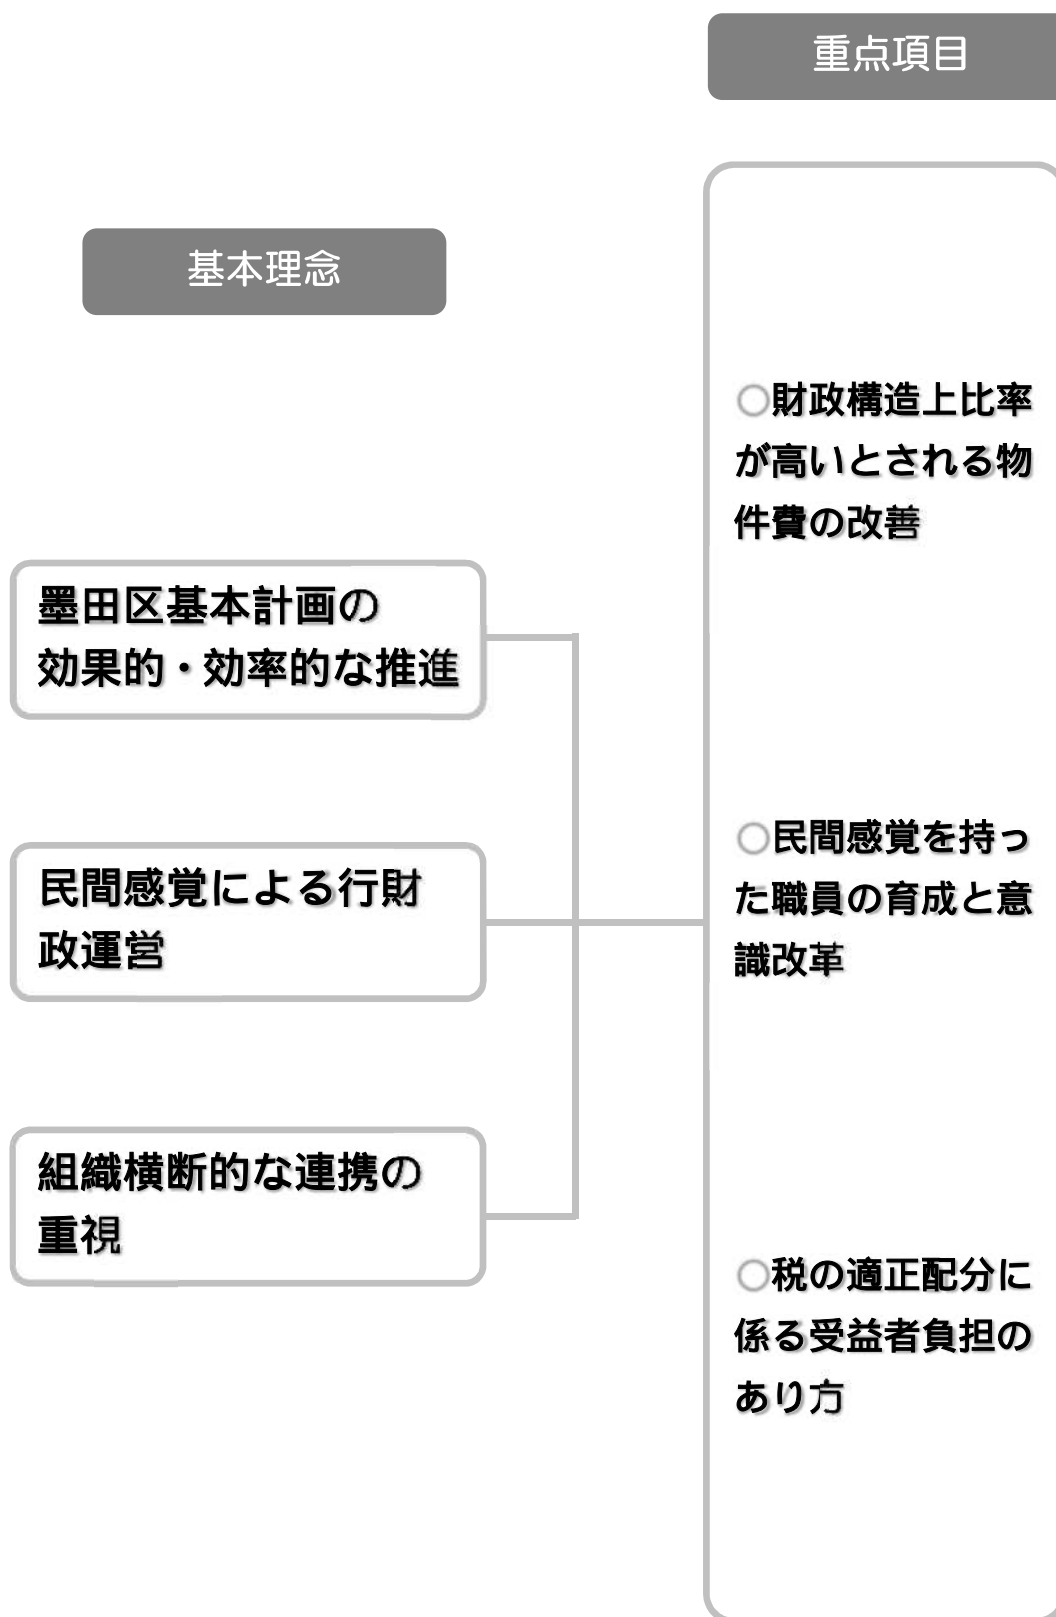 重点項目
基本理念
墨田区基本計画の
効果的・効率的な推進
民間感覚による行財
政運営
組織横断的な連携の
重視
○財政構造上比率
が高いとされる物
件費の改善
○民間感覚を持っ
た職員の育成と意
識改革
○税の適正配分に
係る受益者負担の
あり方